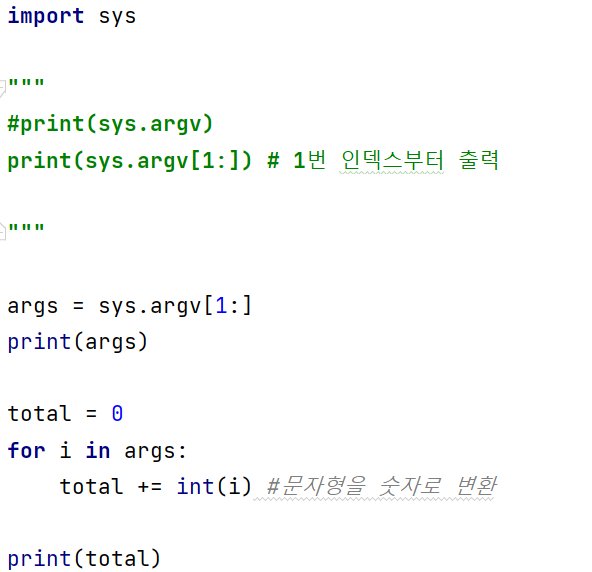 import sys
"""
#print(sys.argv)
print(sys.argv[1:]) # 1번 인덱스부터 출력
"""
args = sys.argv[1:]
print(args)
total = 0
for i in args:
    total += int(i) #문자형을 숫자로 변환
print(total)